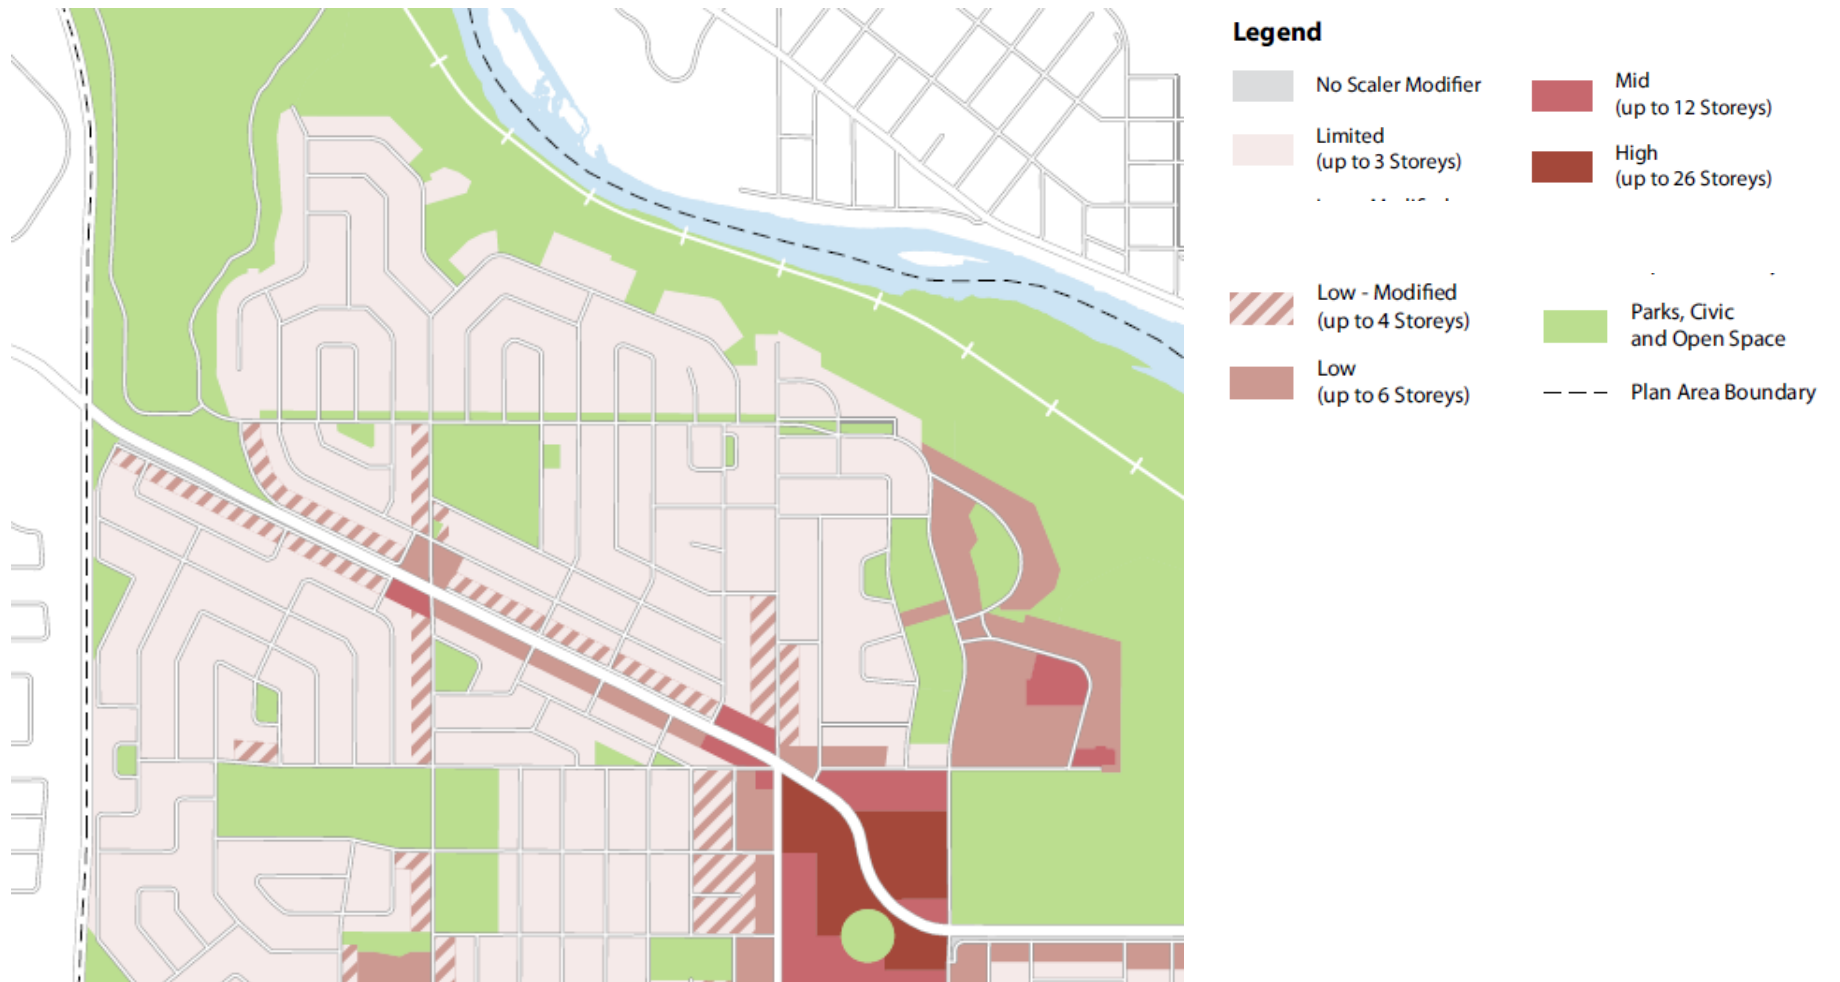 Legend
No Scaler Modifier
Limited
(up to 3 Storeys)
Low - Modified
(up to 4 Storeys)
Low
(up to 6 Storeys)
Mid
(up to 12 Storeys)
High
(up to 26 Storeys)
Parks, Civic
and Open Space
Plan Area Boundary